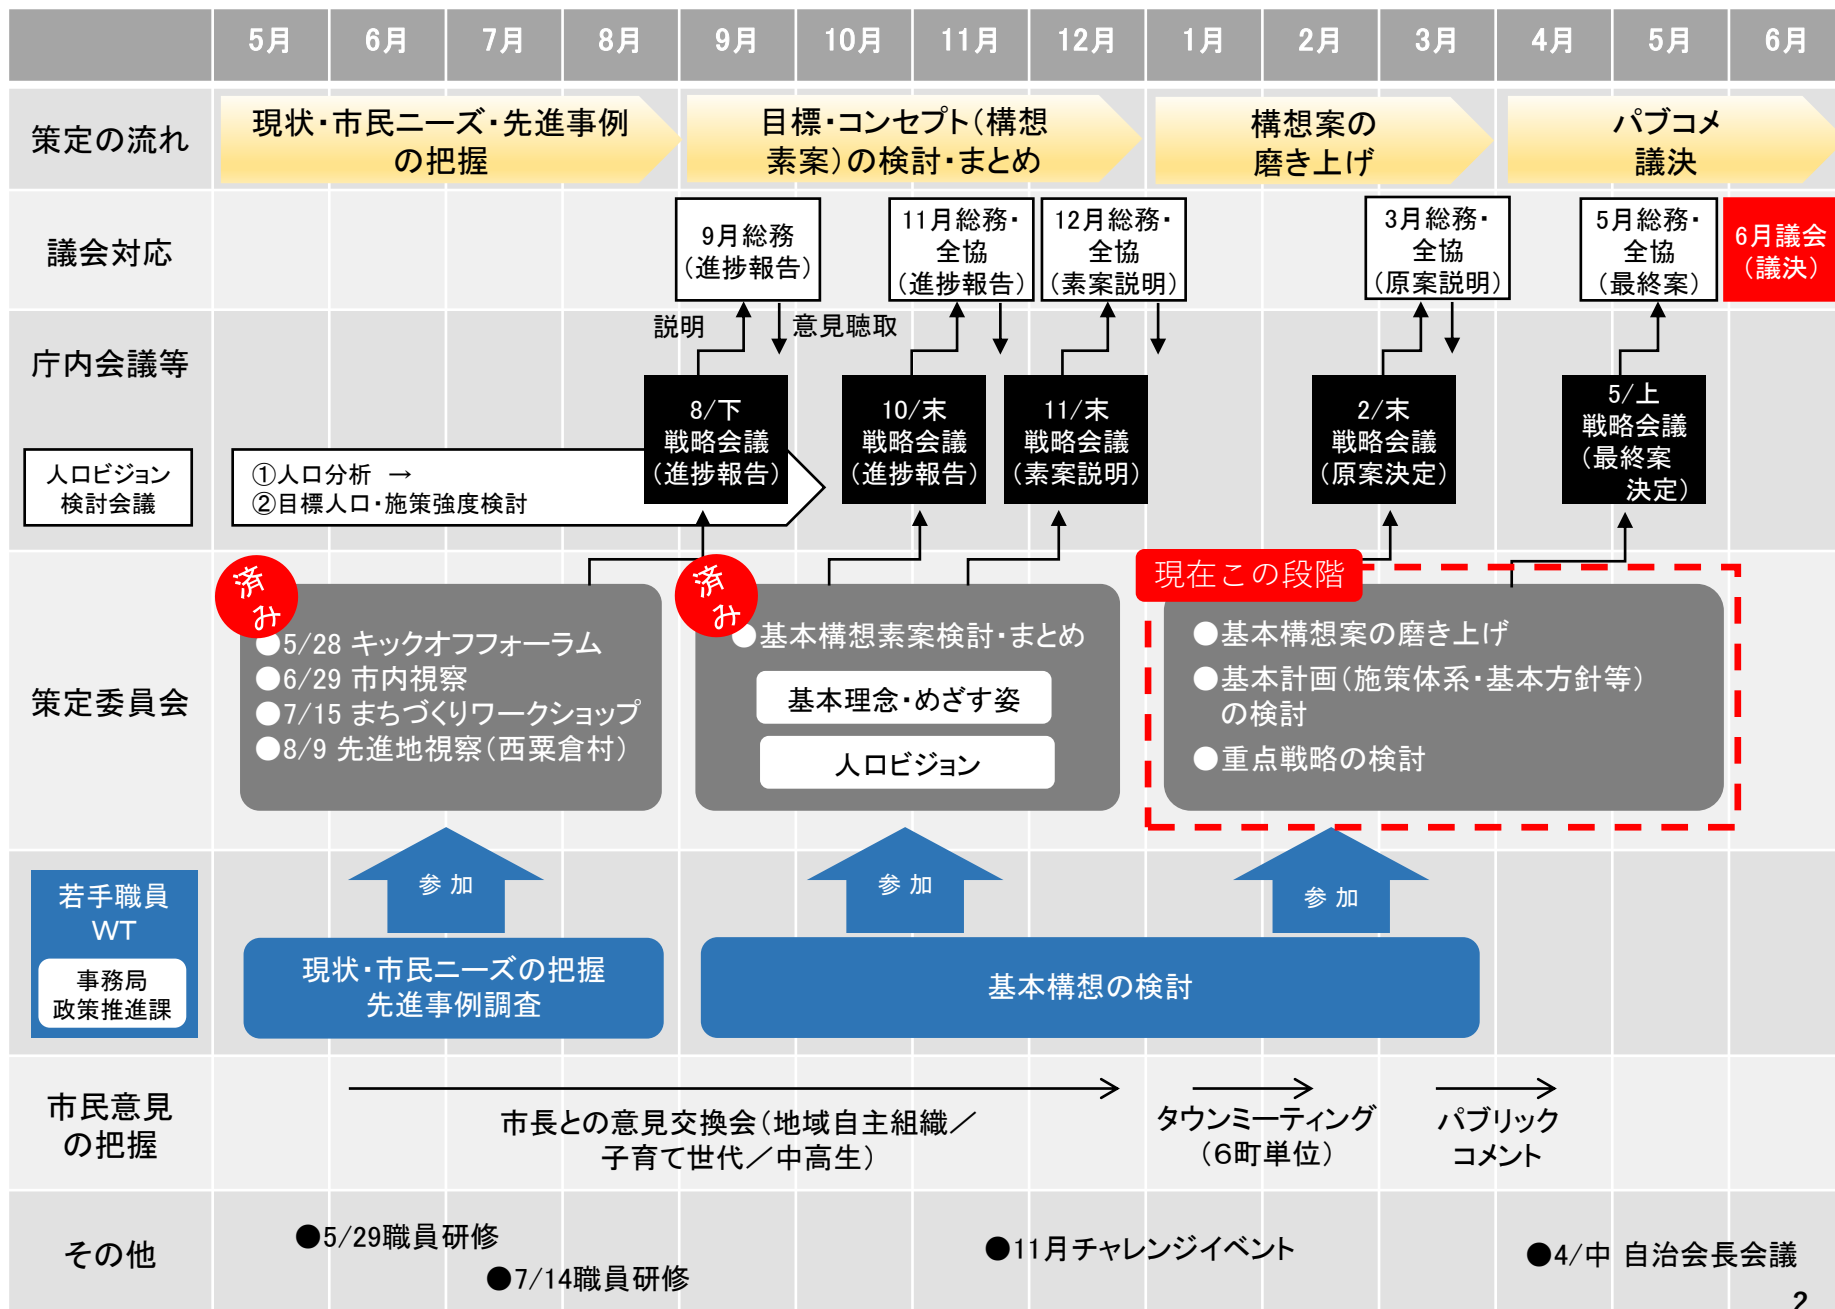 5月 6月 7月 8月 9月 10月 11月 12月 1月 2月 3月 4月 5月 6月
策定の流れ
現状・市民ニーズ・先進事例
の把握
目標・コンセプト（構想
素案）の検討・まとめ
構想案の
磨き上げ
パブコメ
議決
議会対応
9月総務
（進捗報告）
11月総務・
全協
（進捗報告）
12月総務・
全協
（素案説明）
3月総務・
全協
（原案説明）
5月総務・
全協
（最終案）
6月議会
（議決）
説明
意見聴取
庁内会議等
8/下
戦略会議
（進捗報告）
10/末
戦略会議
（進捗報告）
11/末
戦略会議
（素案説明）
2/末
戦略会議
（原案決定）
5/上
戦略会議
（最終案
決定）
人口ビジョン
検討会議
①人口分析 →
②目標人口・施策強度検討
策定委員会
済み
●5/28 キックオフフォーラム
●6/29 市内視察
●7/15 まちづくりワークショップ
●8/9 先進地視察（西粟倉村）
済み
●基本構想素案検討・まとめ
基本理念・めざす姿
人口ビジョン
現在この段階
●基本構想案の磨き上げ
●基本計画（施策体系・基本方針等）
の検討
●重点戦略の検討
若手職員
WT
事務局
政策推進課
参加
参加
参加
現状・市民ニーズの把握
先進事例調査
基本構想の検討
市民意見
の把握
市長との意見交換会（地域自主組織／
子育て世代／中高生）
タウンミーティング
（6町単位）
パブリック
コメント
その他
●5/29職員研修
●7/14職員研修
●11月チャレンジイベント
●4/中 自治会長会議
2